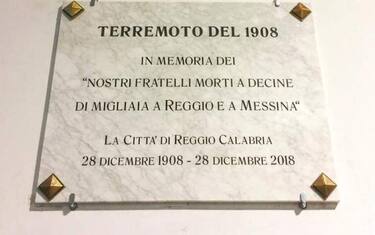 TERREMOTO DEL 1908
IN MEMORIA DEI
“NOSTRI FRATELLI MORTI A DECINE
DI MIGLIAIA A REGGIO E A MESSINA“
LA CITTA' DI REGGIO CALABRIA
28 DICEMBRE 1908 - 28 DICEMBRE 2018